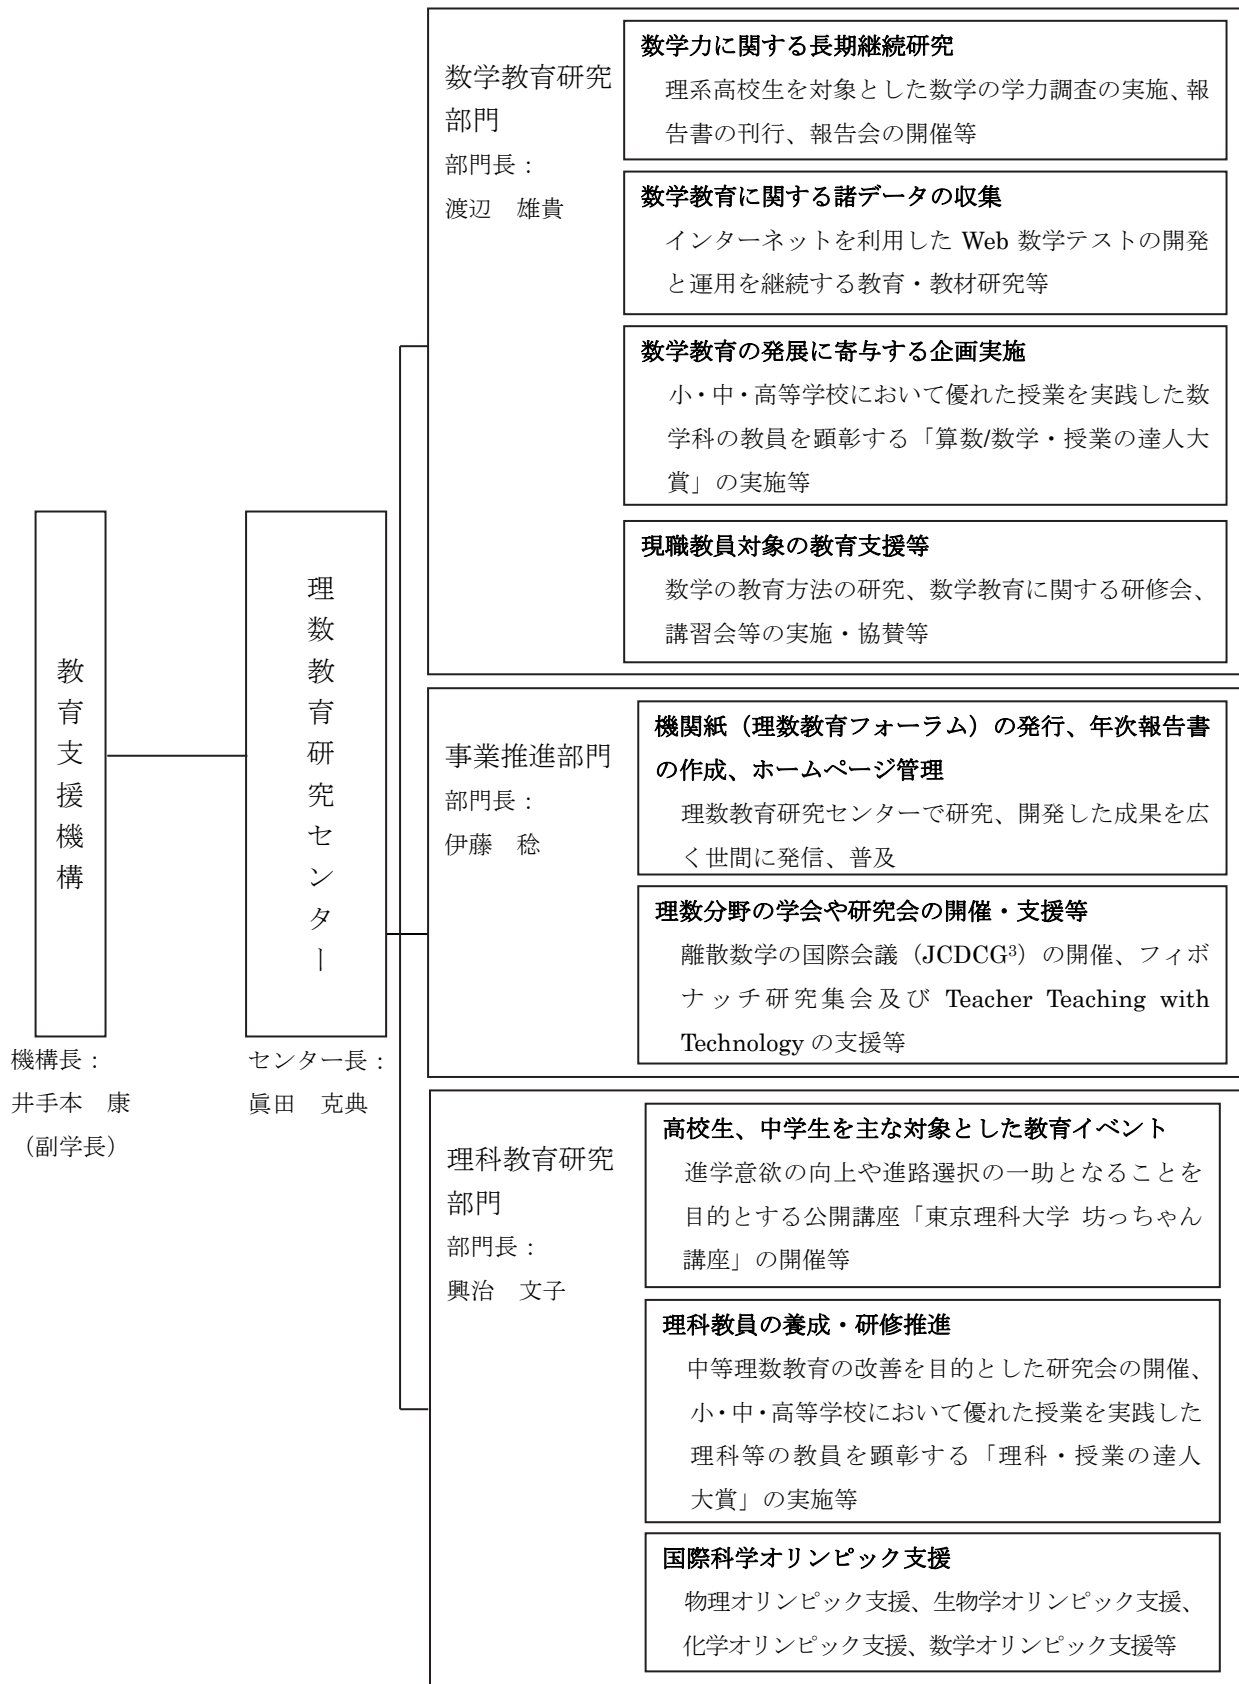 教育支援機構
機構長：
井手本　康
（副学長）
理数教育研究センター
センター長：
眞田　克典
数学教育研究
部門
部門長：
渡辺　雄貴
数学力に関する長期継続研究
理系高校生を対象とした数学の学力調査の実施、報
告書の刊行、報告会の開催等
数学教育に関する諸データの収集
インターネットを利用した Web 数学テストの開発
と運用を継続する教育・教材研究等
数学教育の発展に寄与する企画実施
小・中・高等学校において優れた授業を実践した数
学科の教員を顕彰する「算数/数学・授業の達人大
賞」の実施等
現職教員対象の教育支援等
数学の教育方法の研究、数学教育に関する研修会、
講習会等の実施・協賛等
事業推進部門
部門長：
伊藤　稔
機関紙（理数教育フォーラム）の発行、年次報告書
の作成、ホームページ管理
理数教育研究センターで研究、開発した成果を広
く世間に発信、普及
理数分野の学会や研究会の開催・支援等
離散数学の国際会議（JCDCG³）の開催、フィボ
ナッチ研究集会及び Teacher Teaching with
Technology の支援等
理科教育研究
部門
部門長：
興治　文子
高校生、中学生を主な対象とした教育イベント
進学意欲の向上や進路選択の一助となることを
目的とする公開講座「東京理科大学 坊っちゃん
講座」の開催等
理科教員の養成・研修推進
中等理数教育の改善を目的とした研究会の開催、
小・中・高等学校において優れた授業を実践した
理科等の教員を顕彰する「理科・授業の達人
大賞」の実施等
国際科学オリンピック支援
物理オリンピック支援、生物学オリンピック支援、
化学オリンピック支援、数学オリンピック支援等